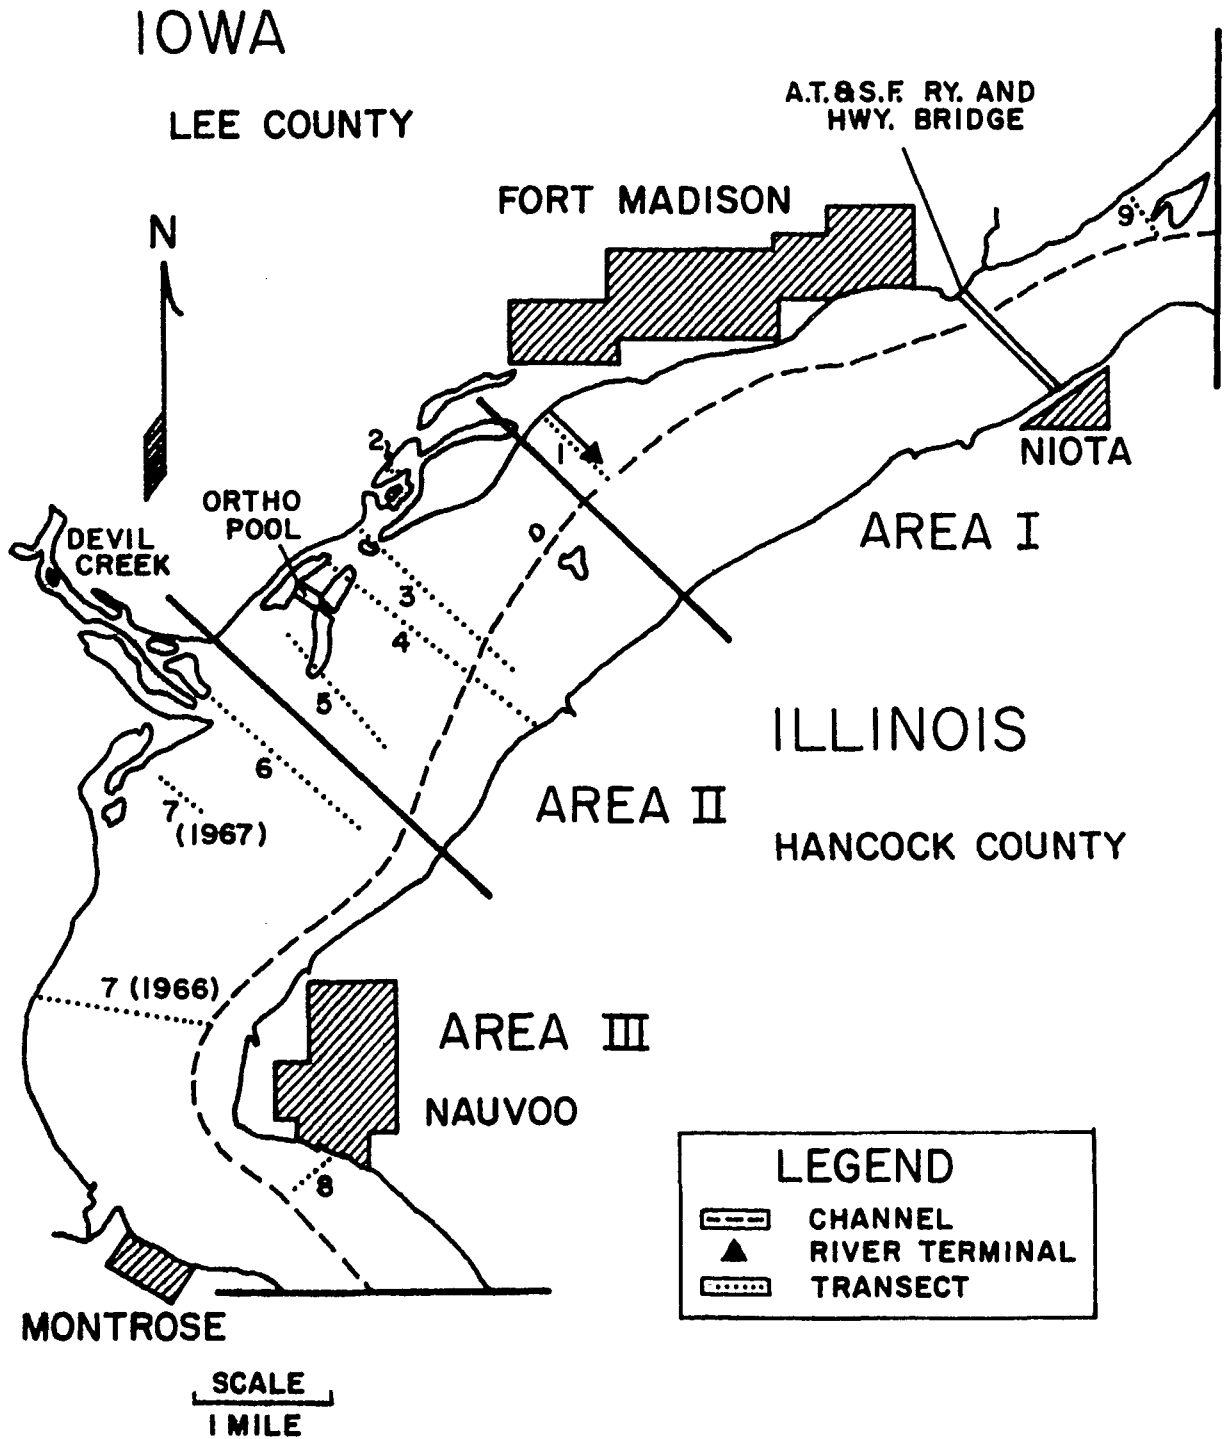 IOWA
LEE COUNTY
A.T.&S.F. RY. AND
HWY. BRIDGE
FORT MADISON
N
9
NIOTA
1
2
ORTHO
POOL
AREA I
DEVIL
CREEK
3
4
5
ILLINOIS
6
AREA II
7
(1967)
HANCOCK COUNTY
7 (1966)
AREA III
NAUVOO
8
LEGEND
CHANNEL
RIVER TERMINAL
TRANSECT
MONTROSE
SCALE
1 MILE